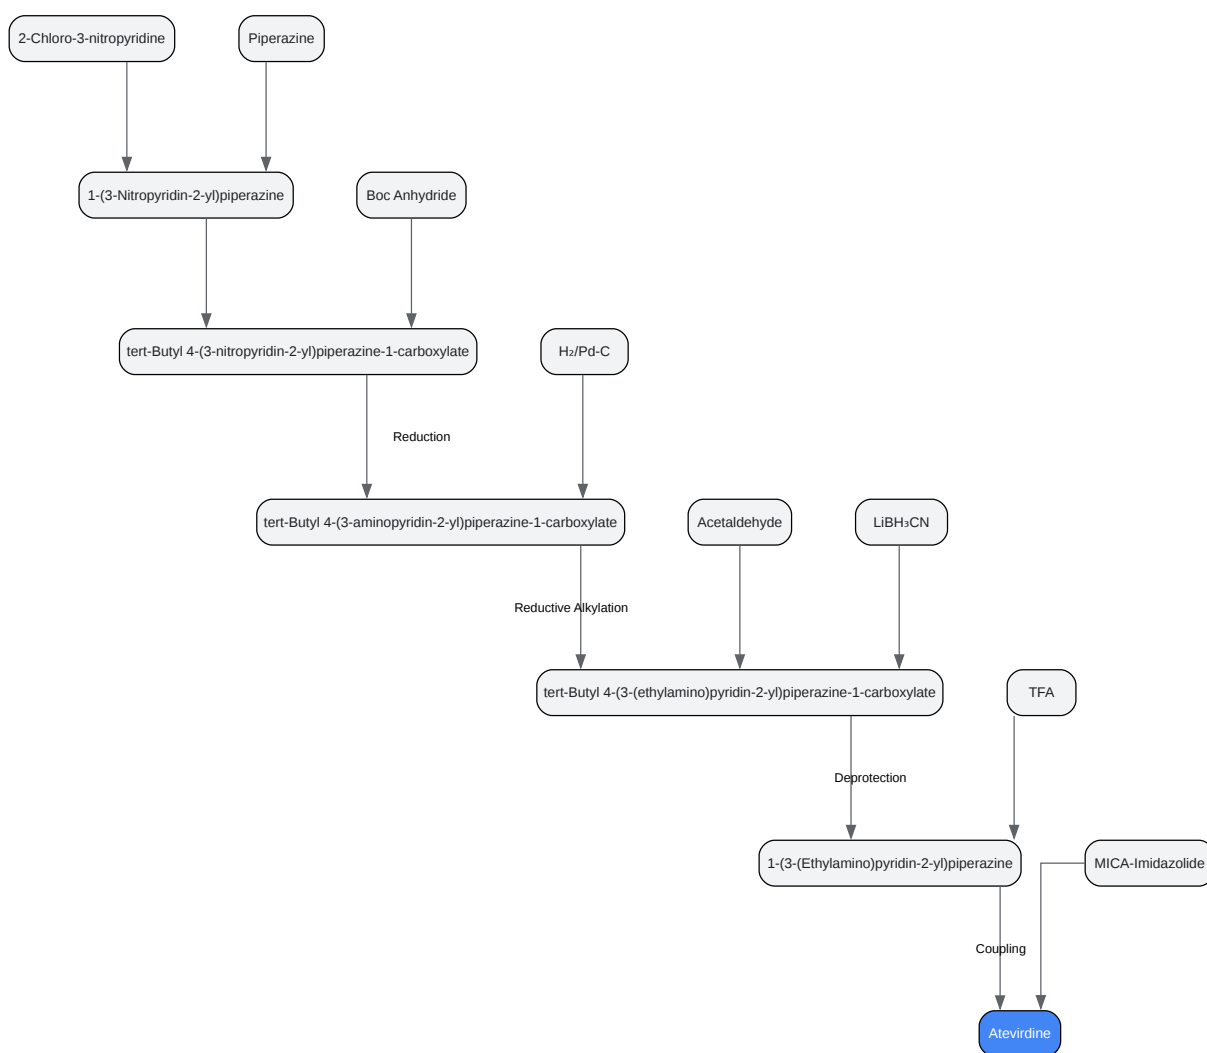 2-Chloro-3-nitropyridine
Piperazine
1-(3-Nitropyridin-2-yl)piperazine
Boc Anhydride
tert-Butyl 4-(3-nitropyridin-2-yl)piperazine-1-carboxylate
H₂/Pd-C
Reduction
tert-Butyl 4-(3-aminopyridin-2-yl)piperazine-1-carboxylate
Acetaldehyde
LiBH₃CN
Reductive Alkylation
tert-Butyl 4-(3-(ethylamino)pyridin-2-yl)piperazine-1-carboxylate
TFA
Deprotection
1-(3-(Ethylamino)pyridin-2-yl)piperazine
MICA-Imidazolide
Coupling
Atevirdine